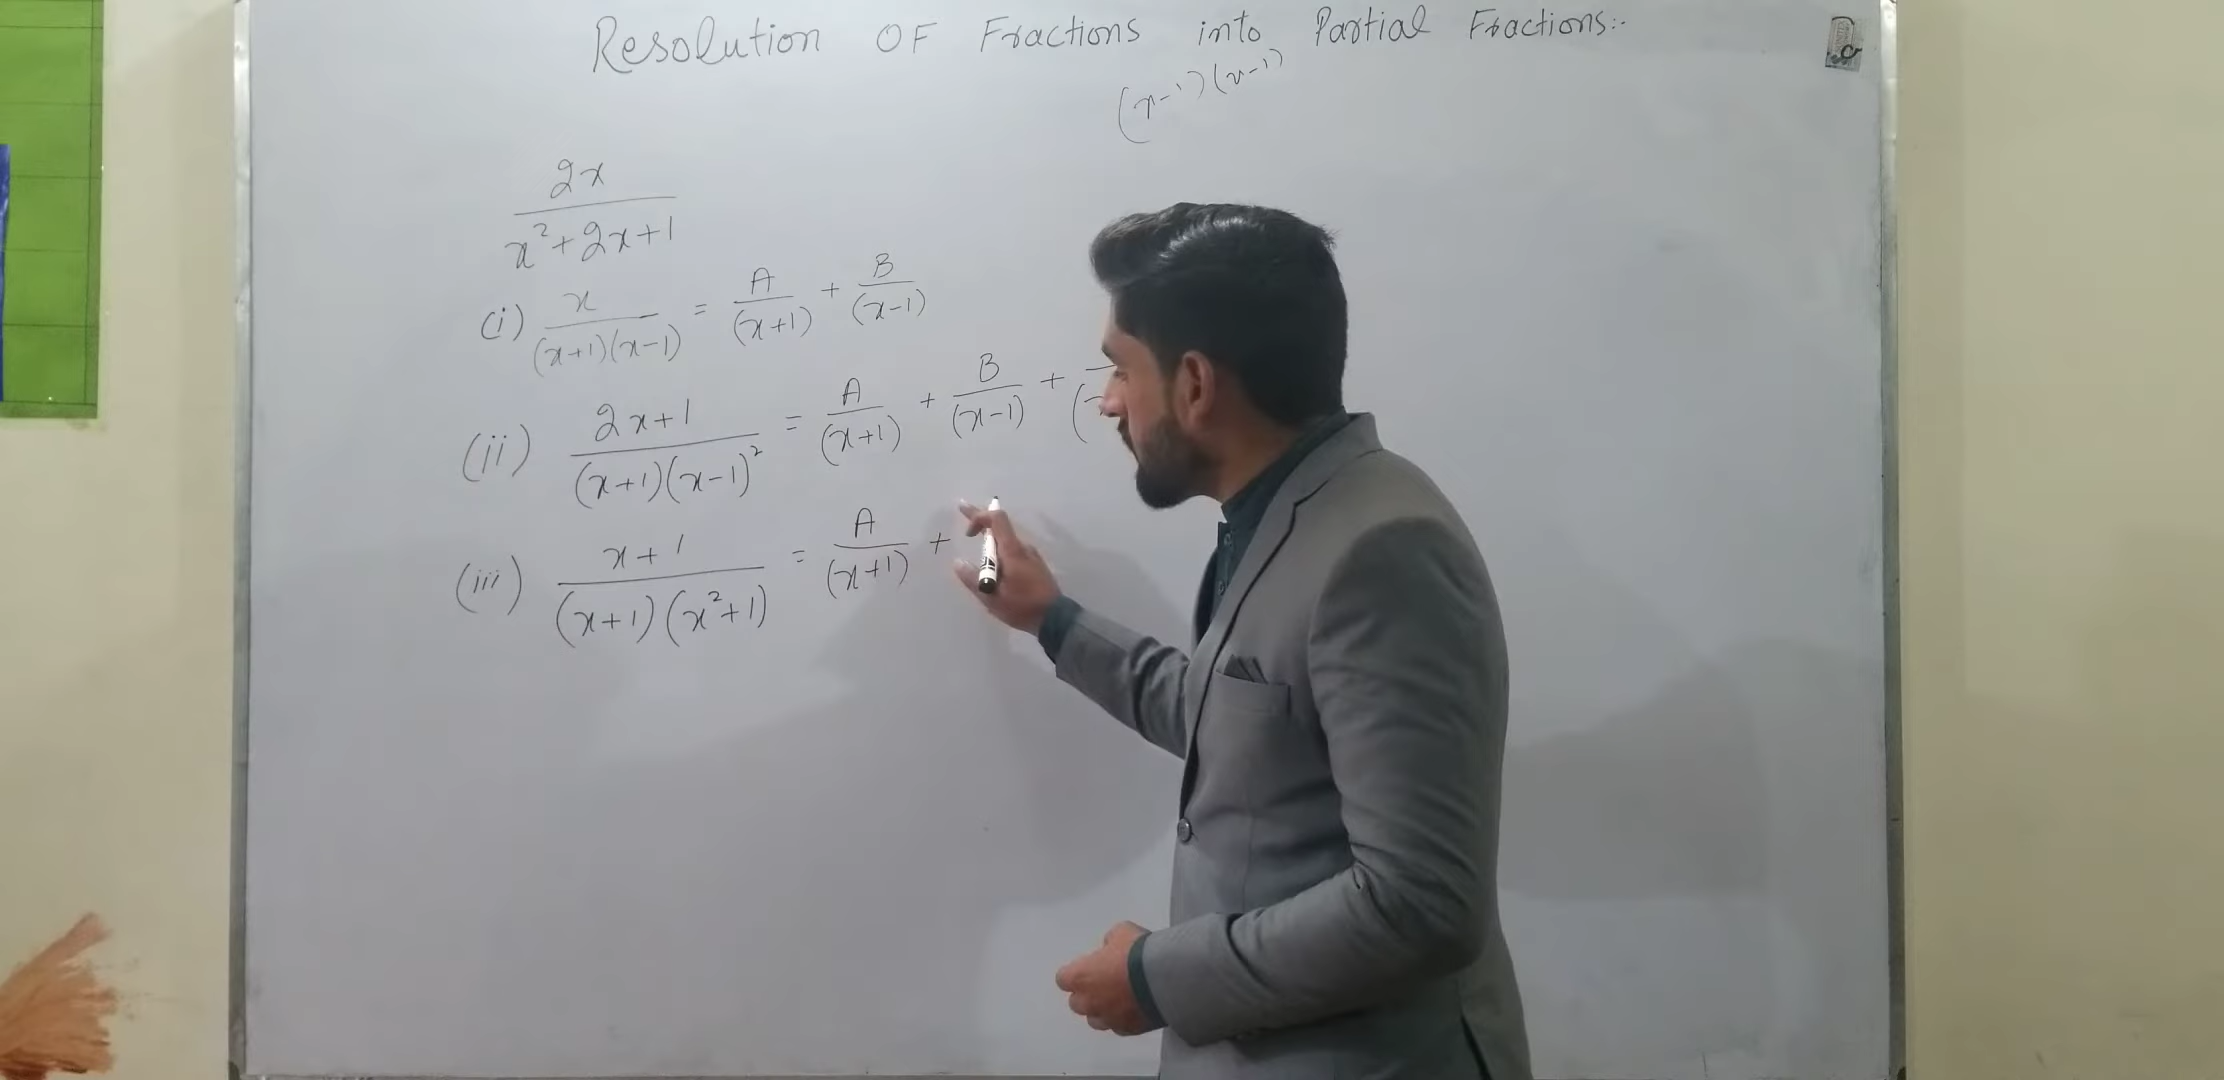 Resolution OF Fractions into Partial Fractions:-
(x-1)(x-1)
2x
x²+2x+1
(i) x/(x+1)(x-1) = A/(x+1) + B/(x-1)
(ii) 2x+1/(x+1)(x-1)² = A/(x+1) + B/(x-1) +
(iii) x+1/(x+1)(x²+1) = A/(x+1) +